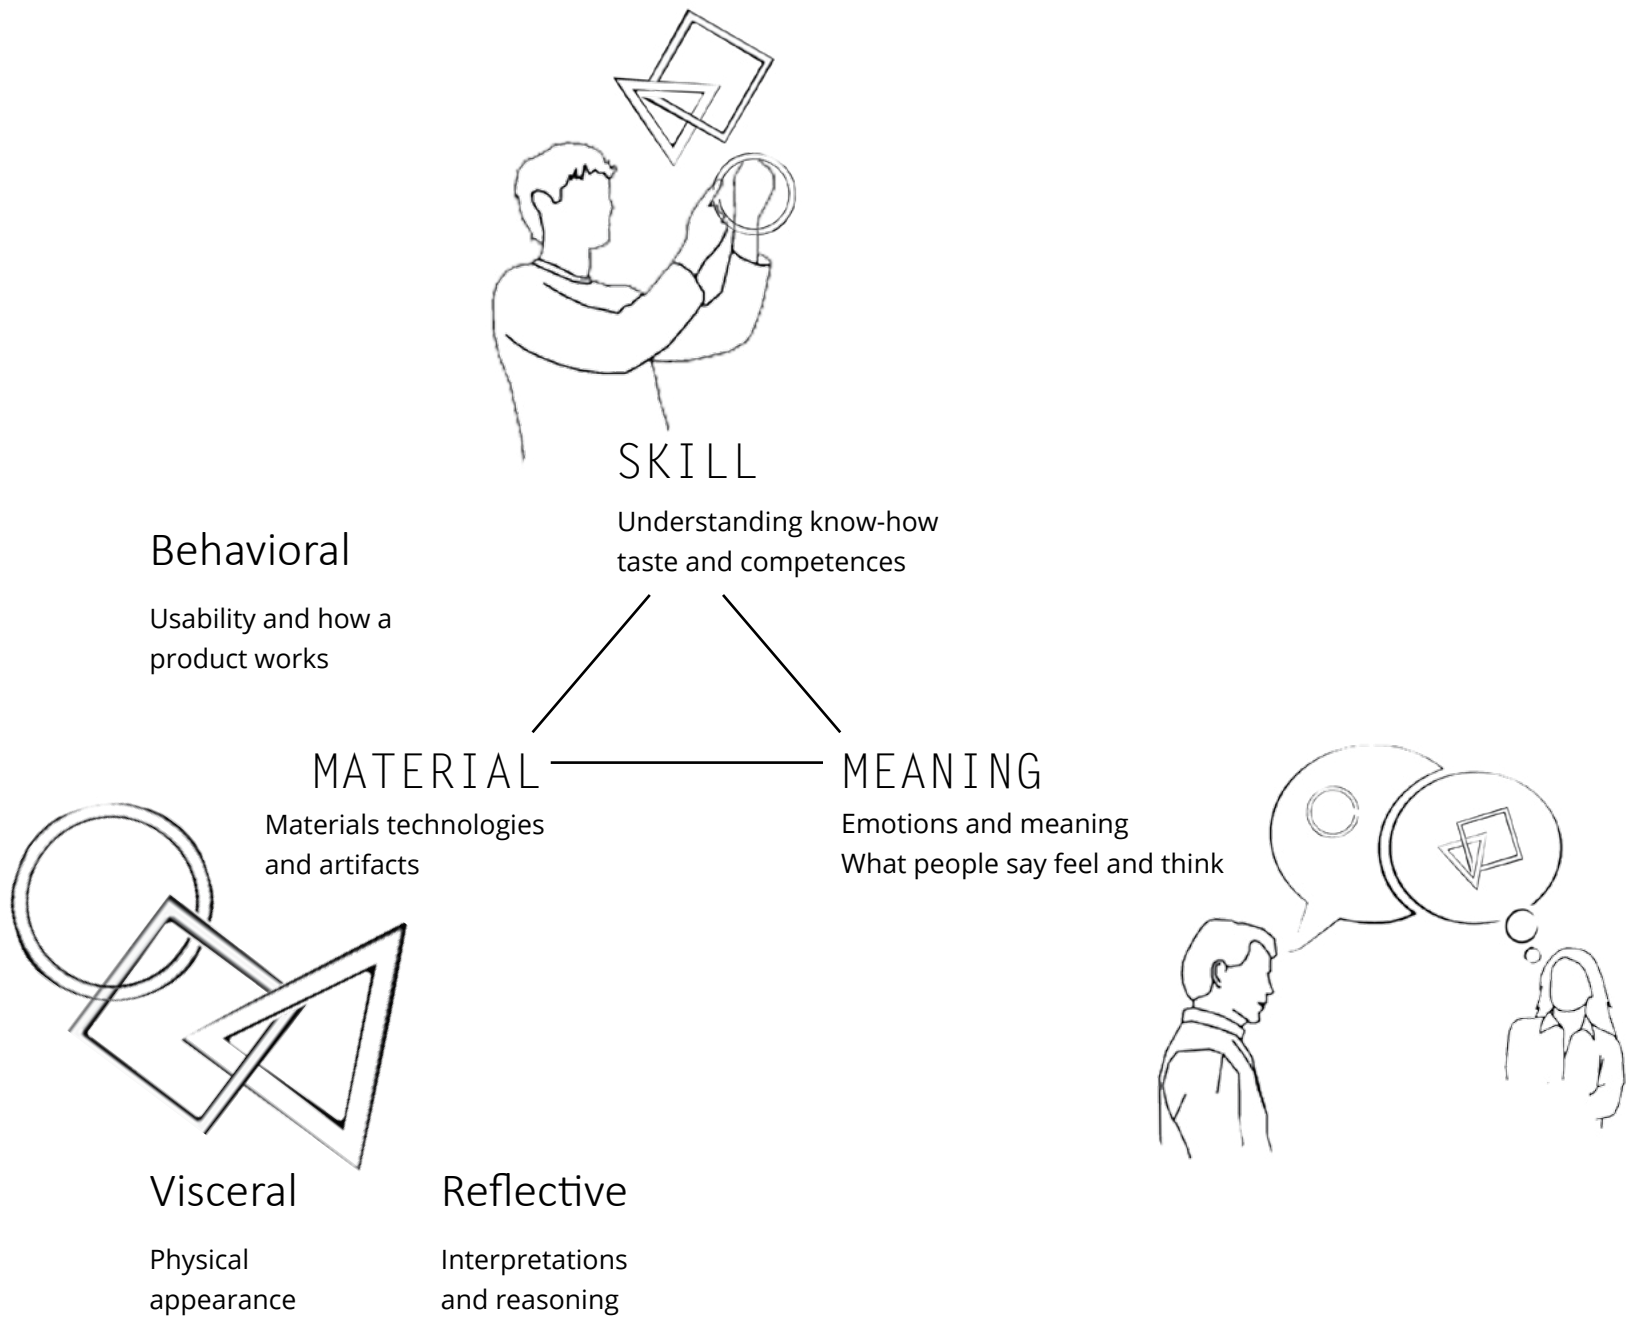 SKILL
Understanding know-how
taste and competences
Behavioral
Usability and how a
product works
MATERIAL
Materials technologies
and artifacts
MEANING
Emotions and meaning
What people say feel and think
Visceral
Physical
appearance
Reflective
Interpretations
and reasoning